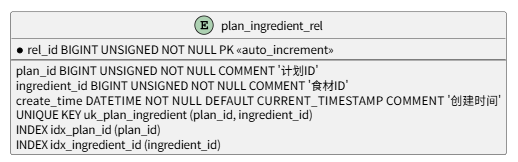 E plan_ingredient_rel
● rel_id BIGINT UNSIGNED NOT NULL PK «auto_increment»
plan_id BIGINT UNSIGNED NOT NULL COMMENT '计划ID'
ingredient_id BIGINT UNSIGNED NOT NULL COMMENT '食材ID'
create_time DATETIME NOT NULL DEFAULT CURRENT_TIMESTAMP COMMENT '创建时间'
UNIQUE KEY uk_plan_ingredient (plan_id, ingredient_id)
INDEX idx_plan_id (plan_id)
INDEX idx_ingredient_id (ingredient_id)